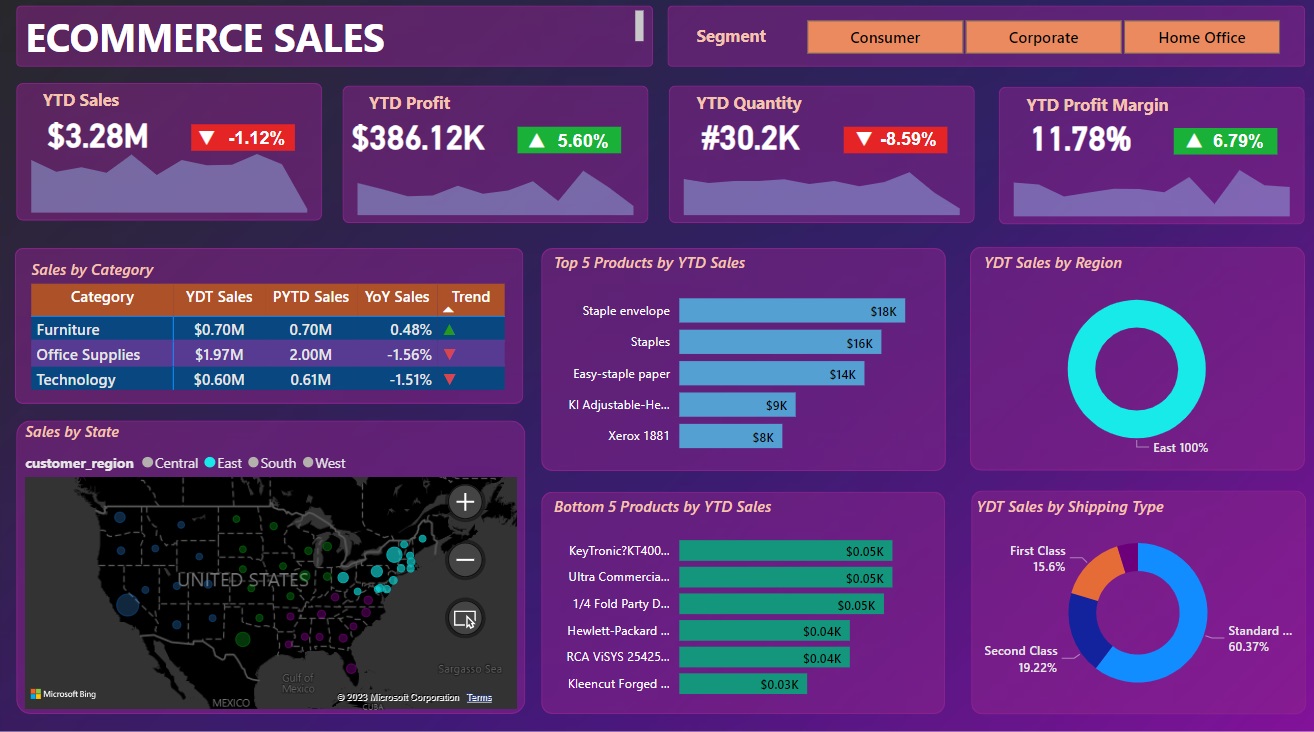 ECOMMERCE SALES
Segment
Consumer
Corporate
Home Office
YTD Sales
$3.28M
-1.12%
YTD Profit
$386.12K
5.60%
YTD Quantity
#30.2K
-8.59%
YTD Profit Margin
11.78%
6.79%
Sales by Category
Category YDT Sales PYTD Sales YoY Sales Trend
Furniture $0.70M 0.70M 0.48%
Office Supplies $1.97M 2.00M -1.56%
Technology $0.60M 0.61M -1.51%
Top 5 Products by YTD Sales
Staple envelope $18K
Staples $16K
Easy-staple paper $14K
KI Adjustable-He... $9K
Xerox 1881 $8K
YDT Sales by Region
East 100%
Sales by State
customer_region Central East South West
UNITED STATES
Sargasso Sea
Gulf of
Mexico
MEXICO
CUBA
Microsoft Bing
© 2023 Microsoft Corporation Terms
Bottom 5 Products by YTD Sales
KeyTronic?KT400... $0.05K
Ultra Commercia... $0.05K
1/4 Fold Party D... $0.05K
Hewlett-Packard ... $0.04K
RCA ViSYS 25425... $0.04K
Kleencut Forged ... $0.03K
YDT Sales by Shipping Type
First Class
15.6%
Second Class
19.22%
Standard ...
60.37%